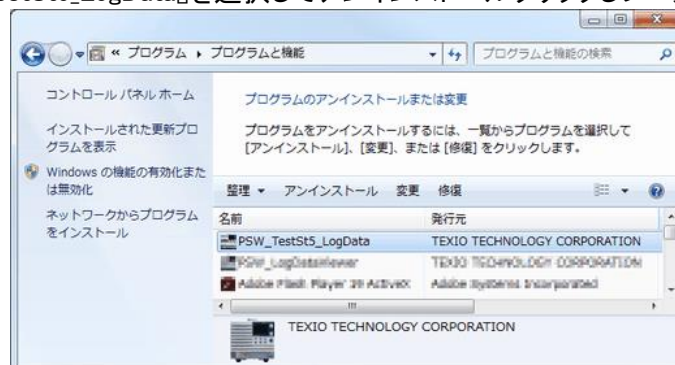 コントロール パネル ホーム
インストールされた更新プロ
グラムを表示
Windows の機能の有効化また
は無効化
ネットワークからプログラム
をインストール
« プログラム ▸ プログラムと機能
プログラムと機能の検索
プログラムのアンインストールまたは変更
プログラムをアンインストールするには、一覧からプログラムを選択して
[アンインストール]、[変更]、または [修復] をクリックします。
整理 ▼ アンインストール 変更 修復
名前 発行元
PSW_TestSt5_LogData TEXIO TECHNOLOGY CORPORATION
PSW_LogDataViewer TEXIO TECHNOLOGY CORPORATION
Adobe Flash Player 19 ActiveX Adobe Systems Incorporated
TEXIO TECHNOLOGY CORPORATION